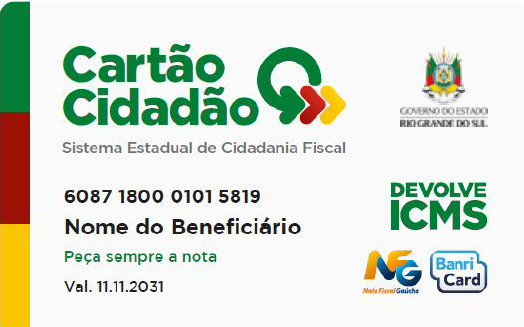 Cartão
Cidadão
Sistema Estadual de Cidadania Fiscal
GOVERNO DO ESTADO
RIO GRANDE DO SUL
6087 1800 0101 5819
Nome do Beneficiário
Peça sempre a nota
Val. 11.11.2031
DEVOLVE
ICMS
NFG
Nota Fiscal Gaúcha
Banri
Card